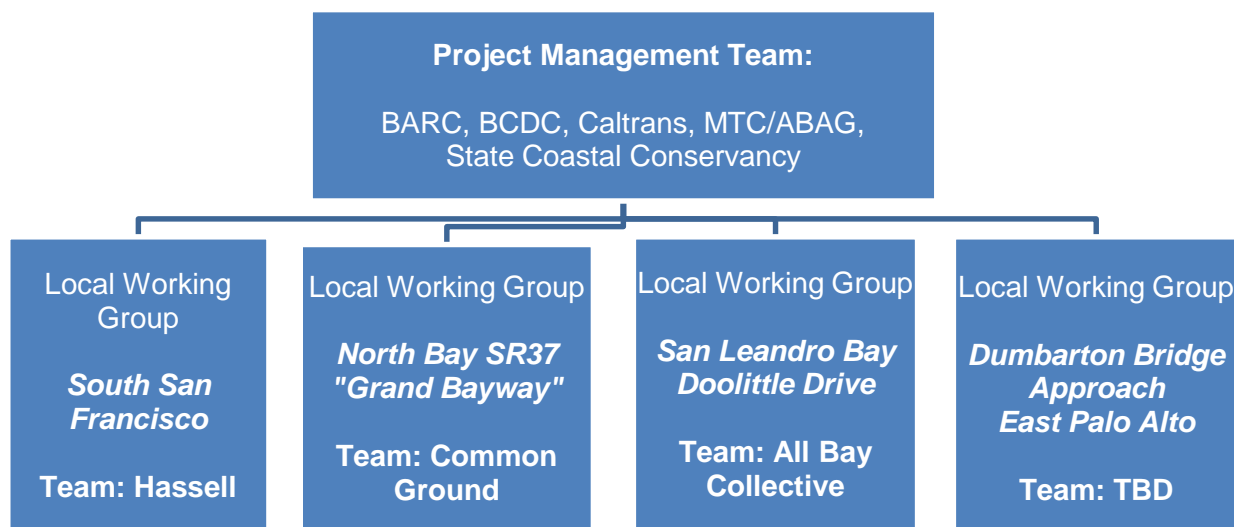 Project Management Team:
BARC, BCDC, Caltrans, MTC/ABAG,
State Coastal Conservancy
Local Working
Group
South San
Francisco
Team: Hassell
Local Working Group
North Bay SR37
"Grand Bayway"
Team: Common
Ground
Local Working Group
San Leandro Bay
Doolittle Drive
Team: All Bay
Collective
Local Working Group
Dumbarton Bridge
Approach
East Palo Alto
Team: TBD